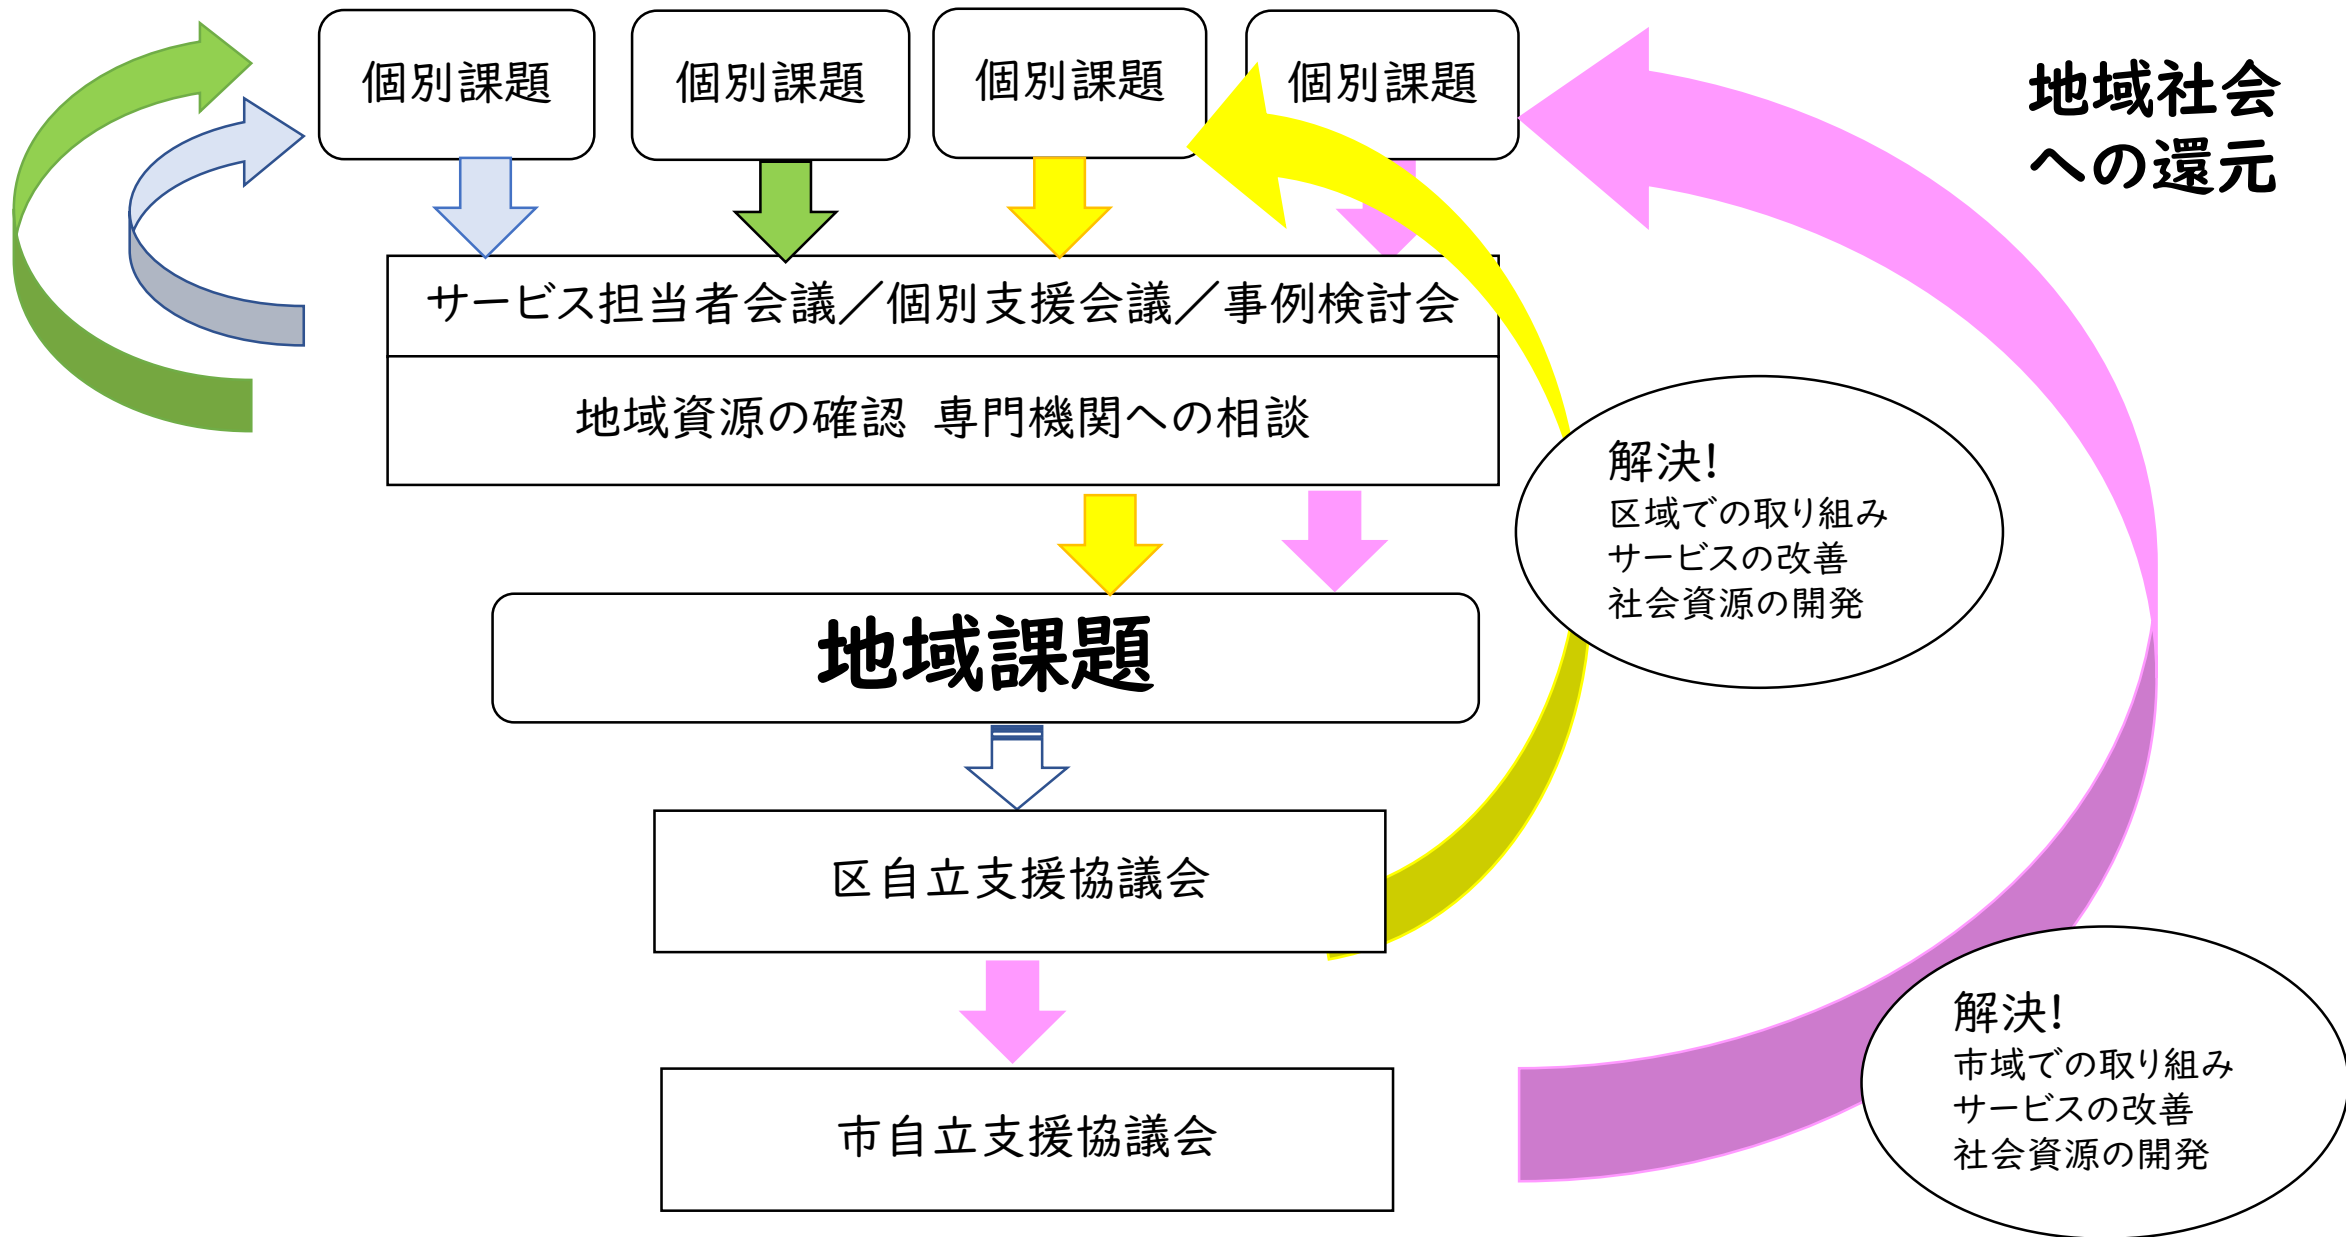 個別課題
個別課題
個別課題
個別課題
地域社会
への還元
サービス担当者会議／個別支援会議／事例検討会
地域資源の確認 専門機関への相談
解決!
区域での取り組み
サービスの改善
社会資源の開発
地域課題
区自立支援協議会
解決!
市域での取り組み
サービスの改善
社会資源の開発
市自立支援協議会